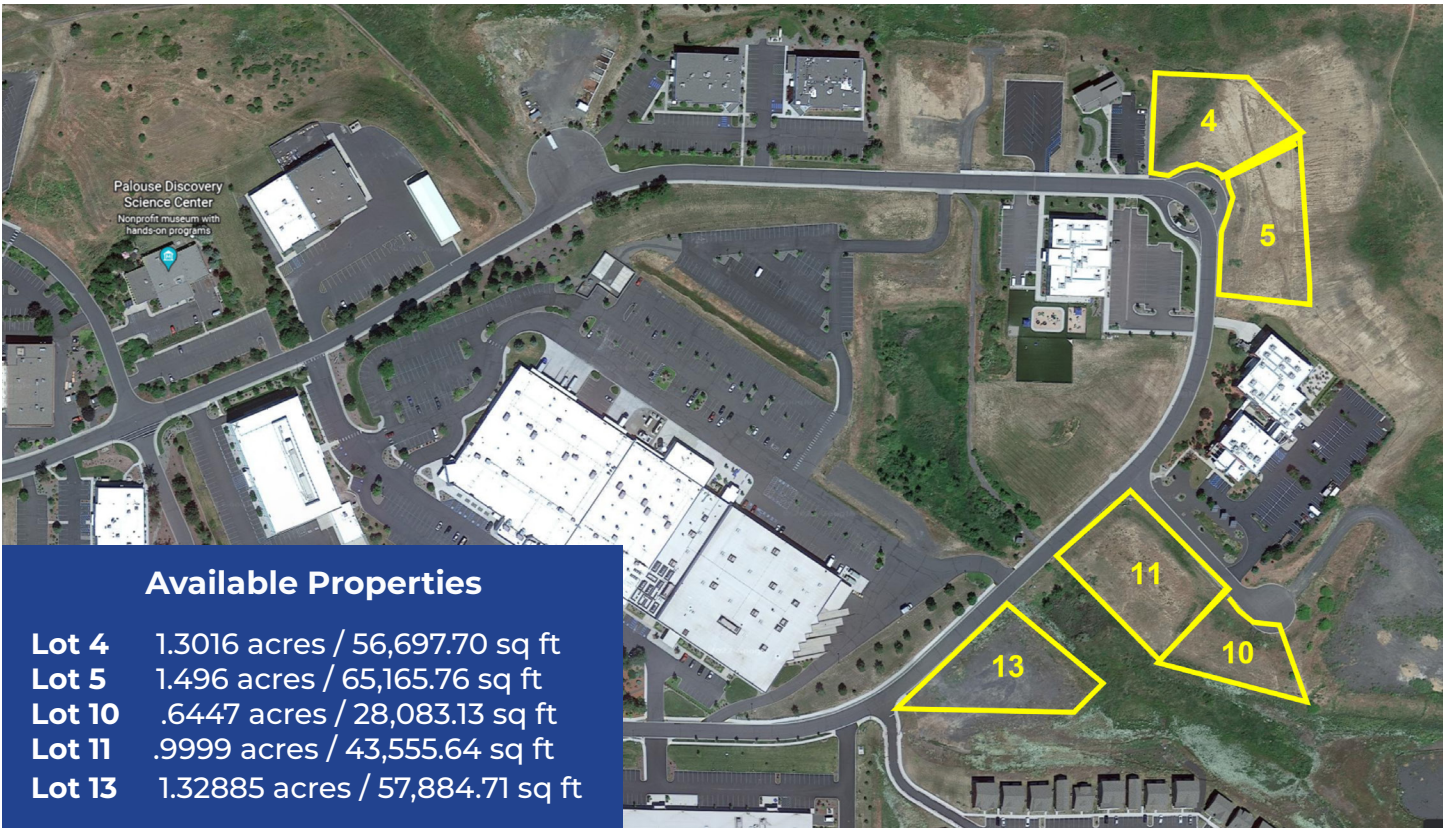 Palouse Discovery
Science Center
Nonprofit museum with
hands-on programs
4
5
11
10
13
Available Properties
Lot 4 1.3016 acres / 56,697.70 sq ft
Lot 5 1.496 acres / 65,165.76 sq ft
Lot 10 .6447 acres / 28,083.13 sq ft
Lot 11 .9999 acres / 43,555.64 sq ft
Lot 13 1.32885 acres / 57,884.71 sq ft